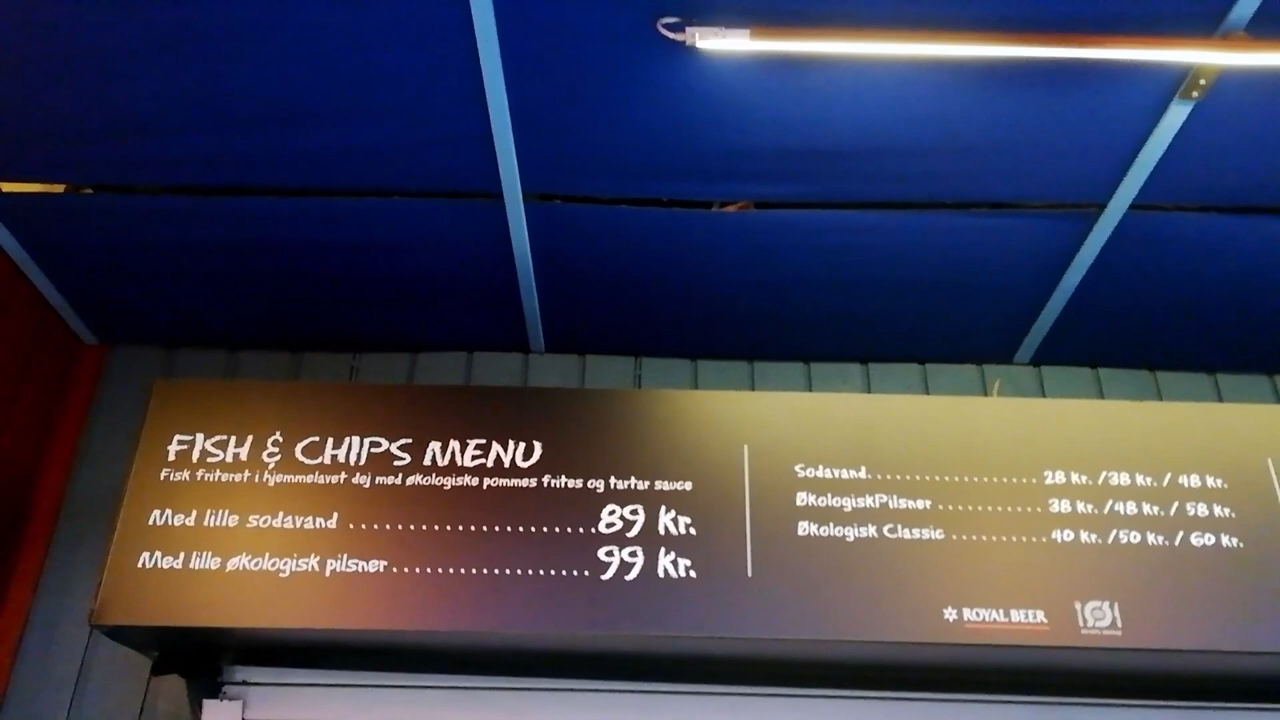 FISH & CHIPS MENU
Fisk friteret i hjemmelavet dej med økologiske pommes frites og tartar sauce
Med lille sodavand ...................... 89 Kr.
Med lille økologisk pilsner .................. 99 Kr.
Sodavand.................. 28 Kr. /38 Kr. / 48 Kr.
ØkologiskPilsner ........... 38 Kr. /48 Kr. / 58 Kr.
Økologisk Classic .......... 40 Kr. /50 Kr. / 60 Kr.
ROYAL BEER